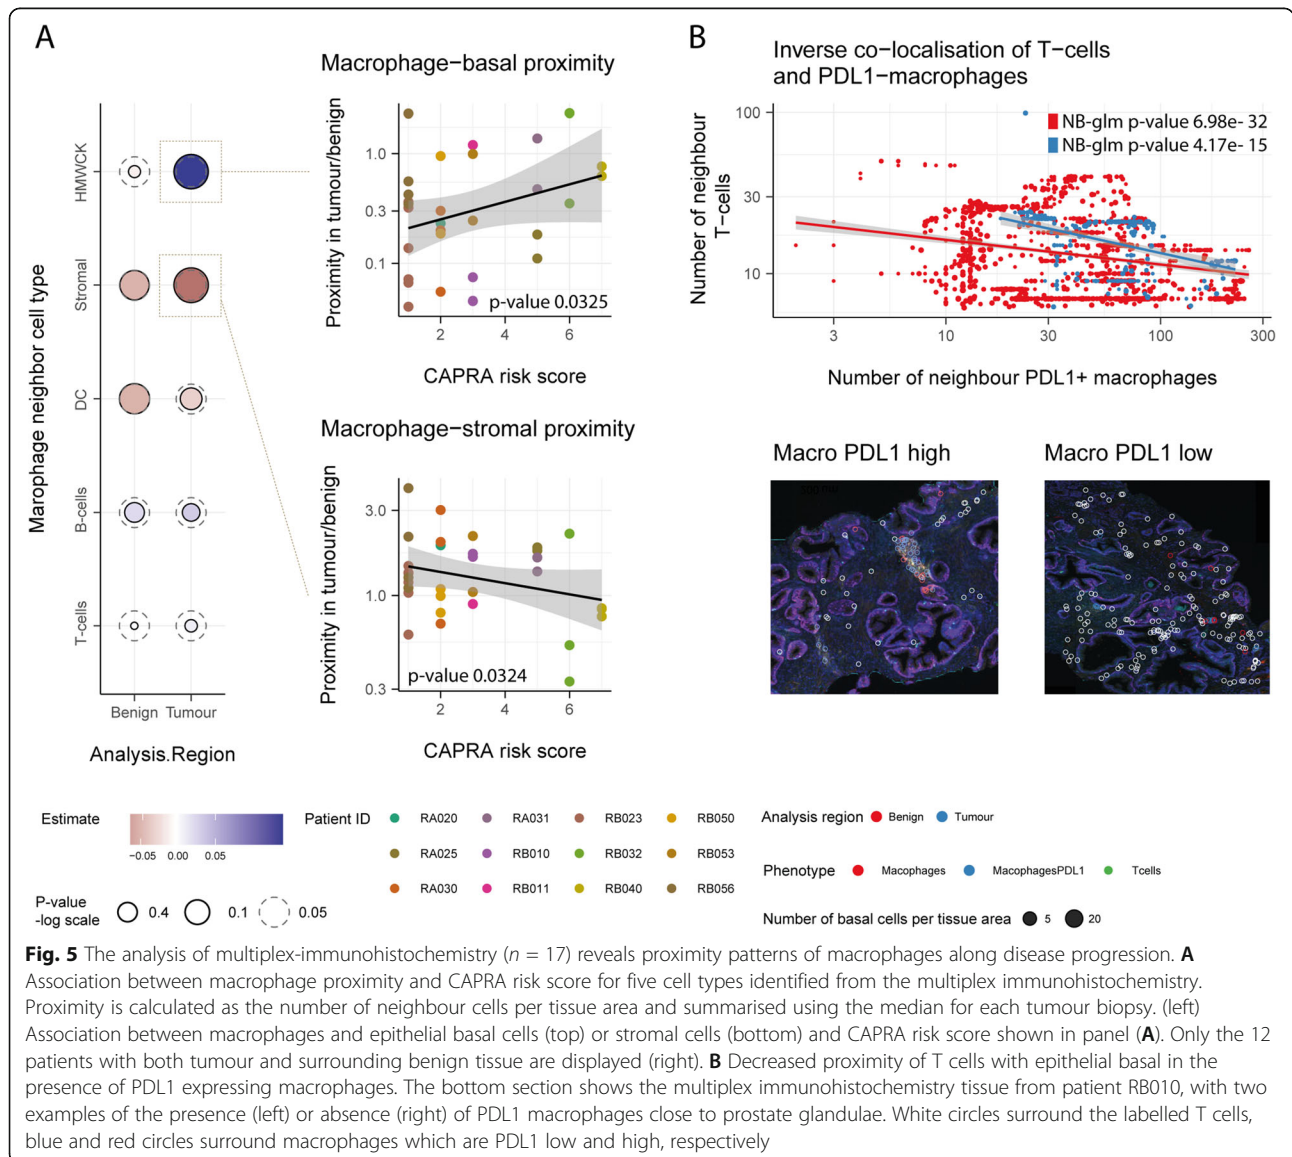 A
Macrophage-basal proximity
Marophage neighbor cell type
HMWCK
Stromal
DC
B-cells
T-cells
Benign Tumour
Analysis.Region
Proximity in tumour/benign
1.0
0.3
0.1
p-value 0.0325
2 4 6
CAPRA risk score
Macrophage-stromal proximity
Proximity in tumour/benign
3.0
1.0
0.3
p-value 0.0324
2 4 6
CAPRA risk score
B
Inverse co-localisation of T-cells
and PDL1-macrophages
Number of neighbour
T-cells
100
30
10
NB-glm p-value 6.98e- 32
NB-glm p-value 4.17e- 15
3 10 30 100 300
Number of neighbour PDL1+ macrophages
Macro PDL1 high
Macro PDL1 low
Estimate
-0.05 0.00 0.05
P-value
-log scale
0.4 0.1 0.05
Patient ID
RA020 RA031 RB023 RB050
RA025 RB010 RB032 RB053
RA030 RB011 RB040 RB056
Analysis region Benign Tumour
Phenotype Macophages MacophagesPDL1 Tcells
Number of basal cells per tissue area 5 20
Fig. 5 The analysis of multiplex-immunohistochemistry (n = 17) reveals proximity patterns of macrophages along disease progression. A
Association between macrophage proximity and CAPRA risk score for five cell types identified from the multiplex immunohistochemistry.
Proximity is calculated as the number of neighbour cells per tissue area and summarised using the median for each tumour biopsy. (left)
Association between macrophages and epithelial basal cells (top) or stromal cells (bottom) and CAPRA risk score shown in panel (A). Only the 12
patients with both tumour and surrounding benign tissue are displayed (right). B Decreased proximity of T cells with epithelial basal in the
presence of PDL1 expressing macrophages. The bottom section shows the multiplex immunohistochemistry tissue from patient RB010, with two
examples of the presence (left) or absence (right) of PDL1 macrophages close to prostate glandulae. White circles surround the labelled T cells,
blue and red circles surround macrophages which are PDL1 low and high, respectively